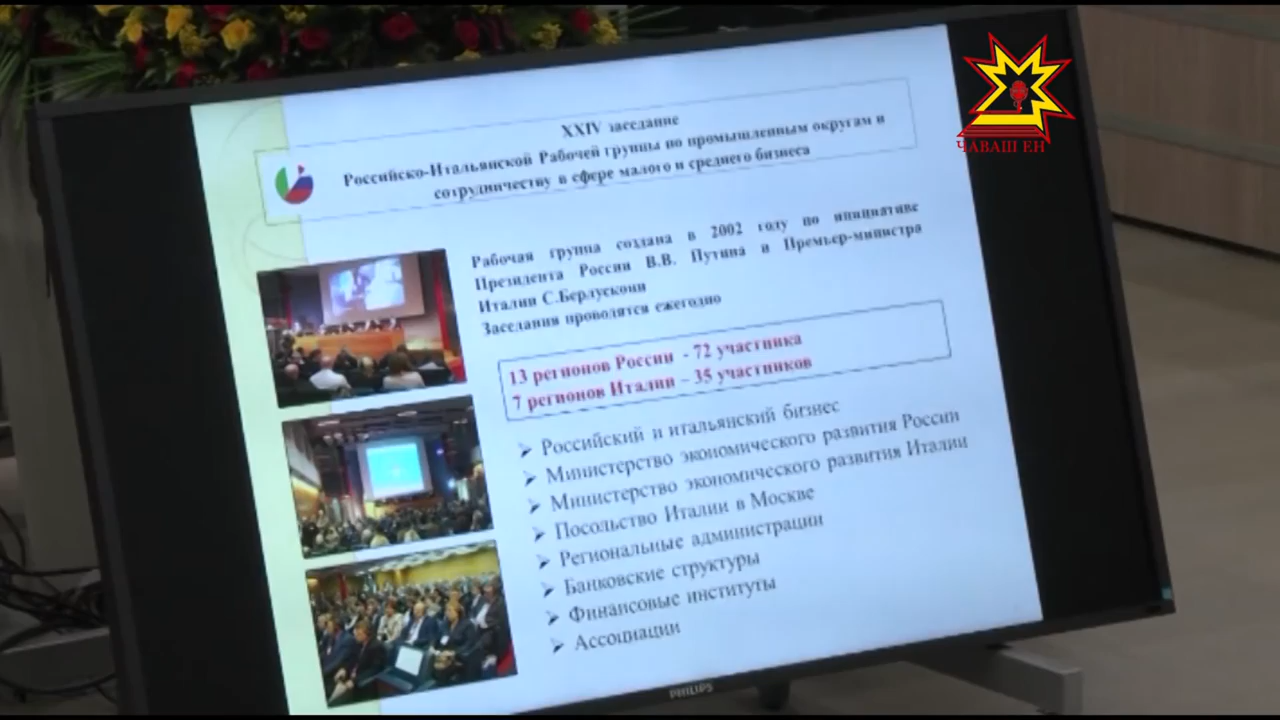 XXIV заседание
Российско-Итальянской Рабочей группы по промышленным округам и
сотрудничеству в сфере малого и среднего бизнеса
Рабочая группа создана в 2002 году по инициативе
Президента России В.В. Путина и Премьер-министра
Италии С.Берлускони
Заседания проводятся ежегодно
13 регионов России - 72 участника
7 регионов Италии – 35 участников
Российский и итальянский бизнес
Министерство экономического развития России
Министерство экономического развития Италии
Посольство Италии в Москве
Региональные администрации
Банковские структуры
Финансовые институты
Ассоциации
PHILIPS
ЧАВАШ ЕН